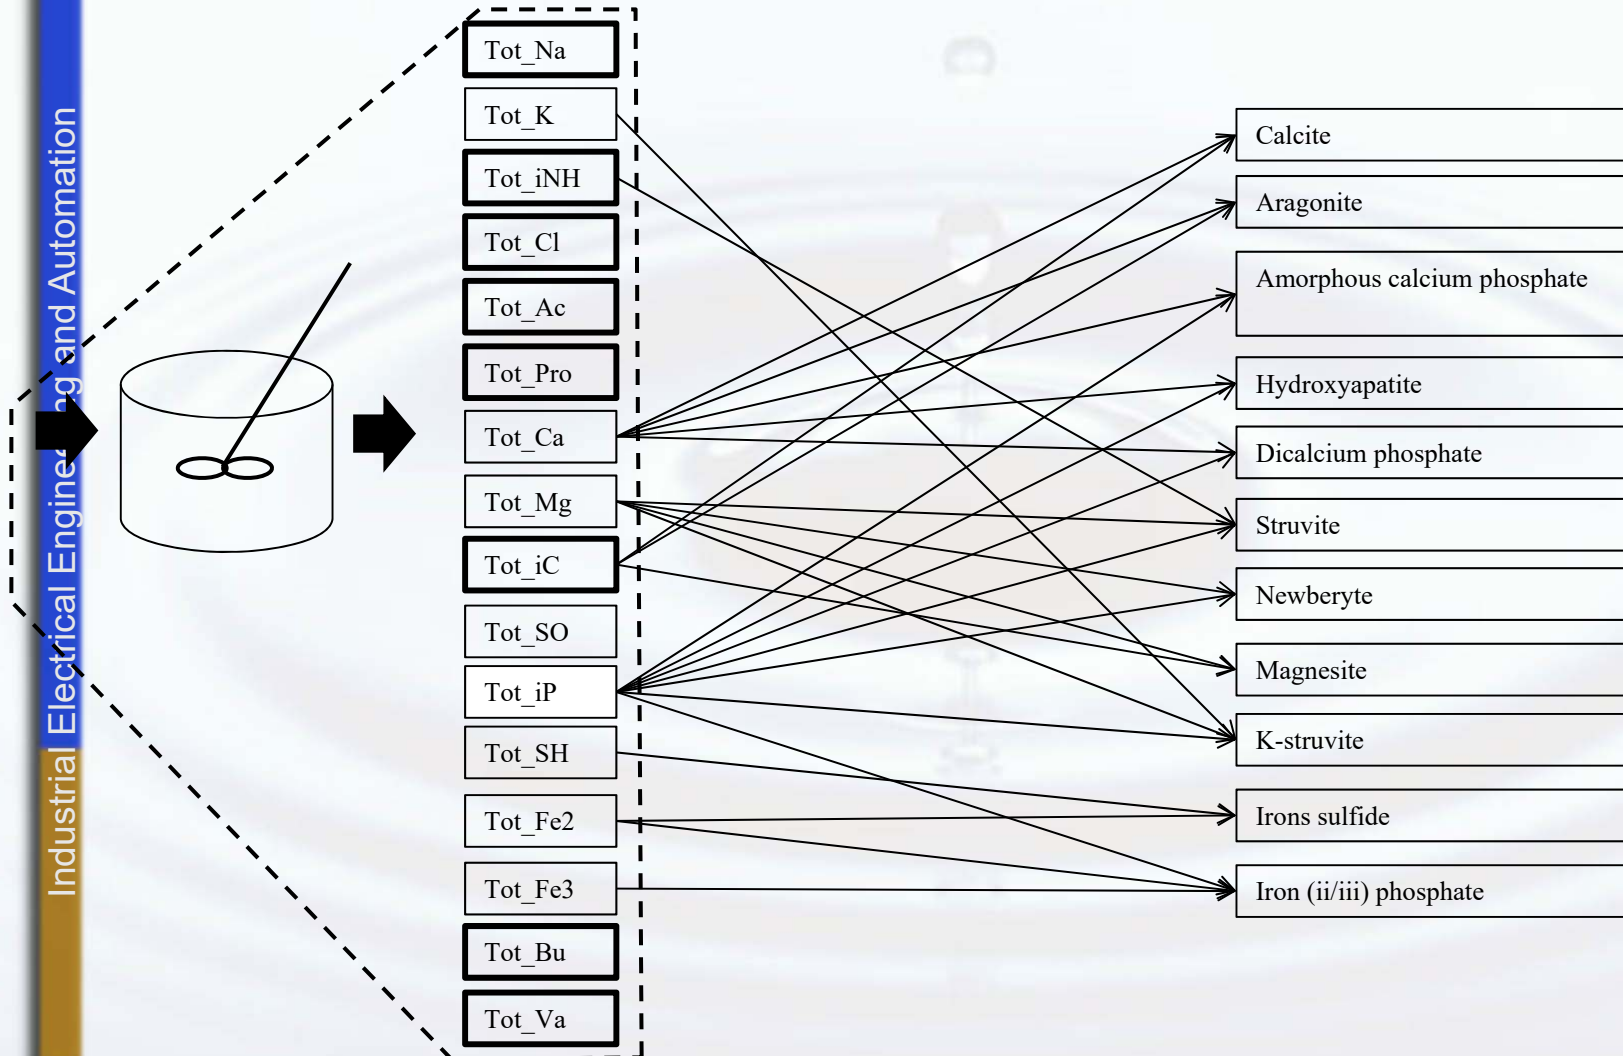 Industrial Electrical Engineering and Automation
Tot_Na
Tot_K
Tot_iNH
Tot_Cl
Tot_Ac
Tot_Pro
Tot_Ca
Tot_Mg
Tot_iC
Tot_SO
Tot_iP
Tot_SH
Tot_Fe2
Tot_Fe3
Tot_Bu
Tot_Va
Calcite
Aragonite
Amorphous calcium phosphate
Hydroxyapatite
Dicalcium phosphate
Struvite
Newberyte
Magnesite
K-struvite
Irons sulfide
Iron (ii/iii) phosphate